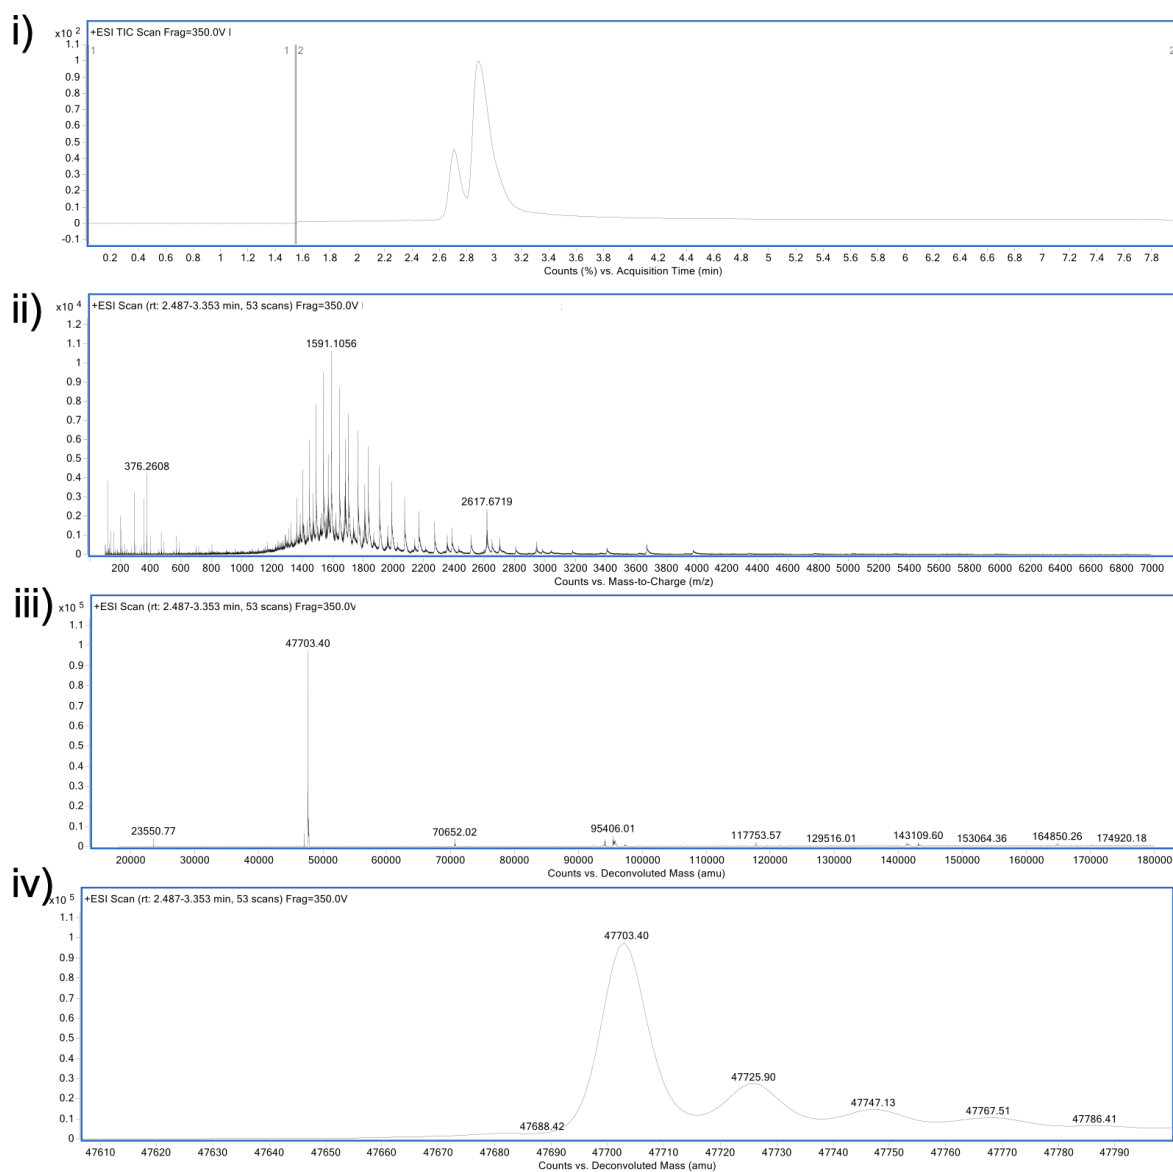 i)
x10 2
+ESI TIC Scan Frag=350.0V
1 1 2 2
1.1
1
0.9
0.8
0.7
0.6
0.5
0.4
0.3
0.2
0.1
0
-0.1
0.2 0.4 0.6 0.8 1 1.2 1.4 1.6 1.8 2 2.2 2.4 2.6 2.8 3 3.2 3.4 3.6 3.8 4 4.2 4.4 4.6 4.8 5 5.2 5.4 5.6 5.8 6 6.2 6.4 6.6 6.8 7 7.2 7.4 7.6 7.8
Counts (%) vs. Acquisition Time (min)
ii)
x10 4
+ESI Scan (rt: 2.487-3.353 min, 53 scans) Frag=350.0V
1.2
1.1
1
0.9
0.8
0.7
0.6
0.5
0.4
0.3
0.2
0.1
0
1591.1056
376.2608
2617.6719
200 400 600 800 1000 1200 1400 1600 1800 2000 2200 2400 2600 2800 3000 3200 3400 3600 3800 4000 4200 4400 4600 4800 5000 5200 5400 5600 5800 6000 6200 6400 6600 6800 7000
Counts vs. Mass-to-Charge (m/z)
iii)
x10 5
+ESI Scan (rt: 2.487-3.353 min, 53 scans) Frag=350.0V
1.1
1
0.9
0.8
0.7
0.6
0.5
0.4
0.3
0.2
0.1
0
47703.40
23550.77 70652.02 95406.01 117753.57 129516.01 143109.60 153064.36 164850.26 174920.18
20000 30000 40000 50000 60000 70000 80000 90000 100000 110000 120000 130000 140000 150000 160000 170000 180000
Counts vs. Deconvoluted Mass (amu)
iv)
x10 5
+ESI Scan (rt: 2.487-3.353 min, 53 scans) Frag=350.0V
1.1
1
0.9
0.8
0.7
0.6
0.5
0.4
0.3
0.2
0.1
0
47703.40
47688.42
47725.90
47747.13
47767.51
47786.41
47610 47620 47630 47640 47650 47660 47670 47680 47690 47700 47710 47720 47730 47740 47750 47760 47770 47780 47790
Counts vs. Deconvoluted Mass (amu)